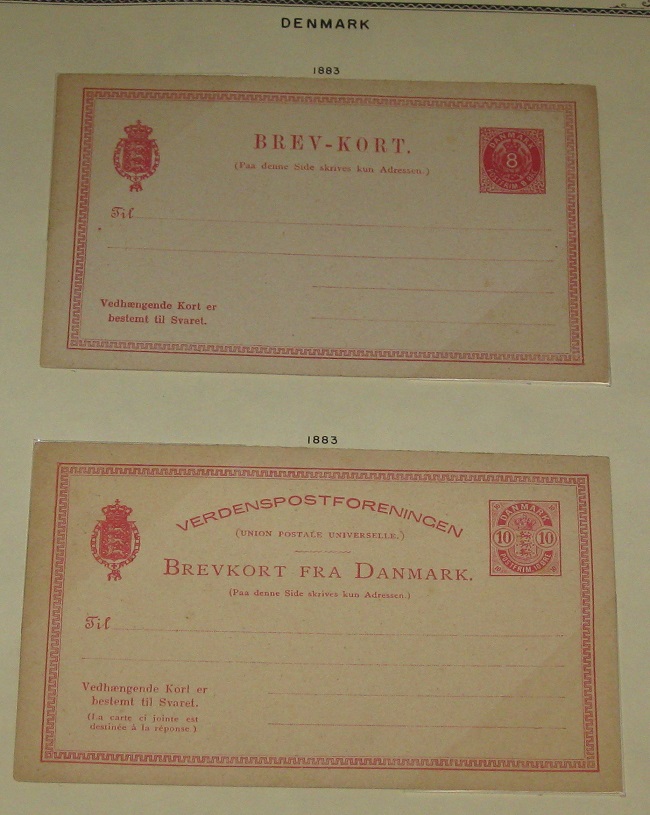 DENMARK
1883
BREV-KORT.
(Paa denne Side skrives kun Adressen.)
DANMARK
8
Til
Vedhængende Kort er
bestemt til Svaret.
1883
VERDENSPOSTFORENINGEN
(UNION POSTALE UNIVERSELLE.)
BREVKORT FRA DANMARK.
(Paa denne Side skrives kun Adressen.)
DANMARK
10 10
Til
Vedhængende Kort er
bestemt til Svaret.
(La carte ci jointe est
destinée à la réponse)